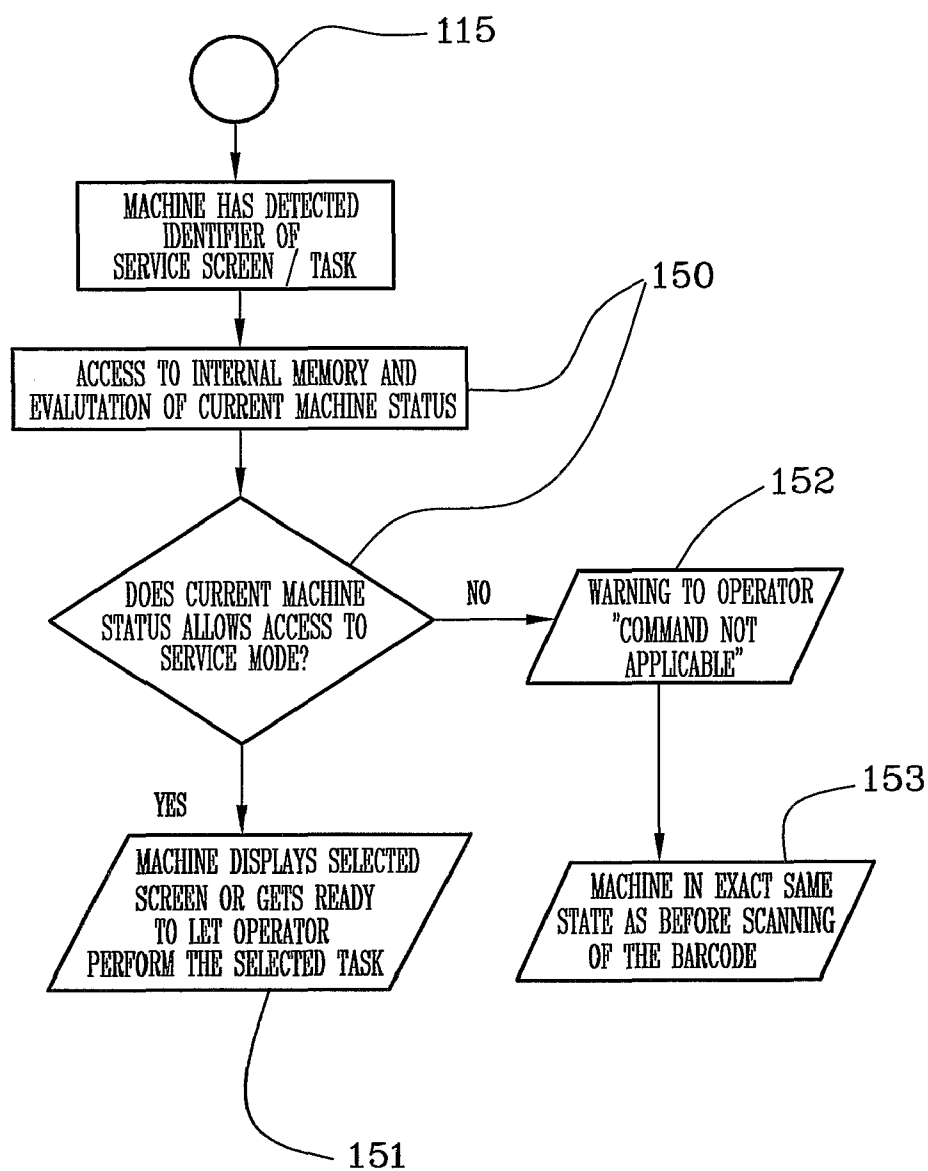 115
MACHINE HAS DETECTED
IDENTIFIER OF
SERVICE SCREEN / TASK
150
ACCESS TO INTERNAL MEMORY AND
EVALUTATION OF CURRENT MACHINE STATUS
152
DOES CURRENT MACHINE
STATUS ALLOWS ACCESS TO
SERVICE MODE?
NO
WARNING TO OPERATOR
"COMMAND NOT
APPLICABLE"
YES
153
MACHINE DISPLAYS SELECTED
SCREEN OR GETS READY
TO LET OPERATOR
PERFORM THE SELECTED TASK
MACHINE IN EXACT SAME
STATE AS BEFORE SCANNING
OF THE BARCODE
151